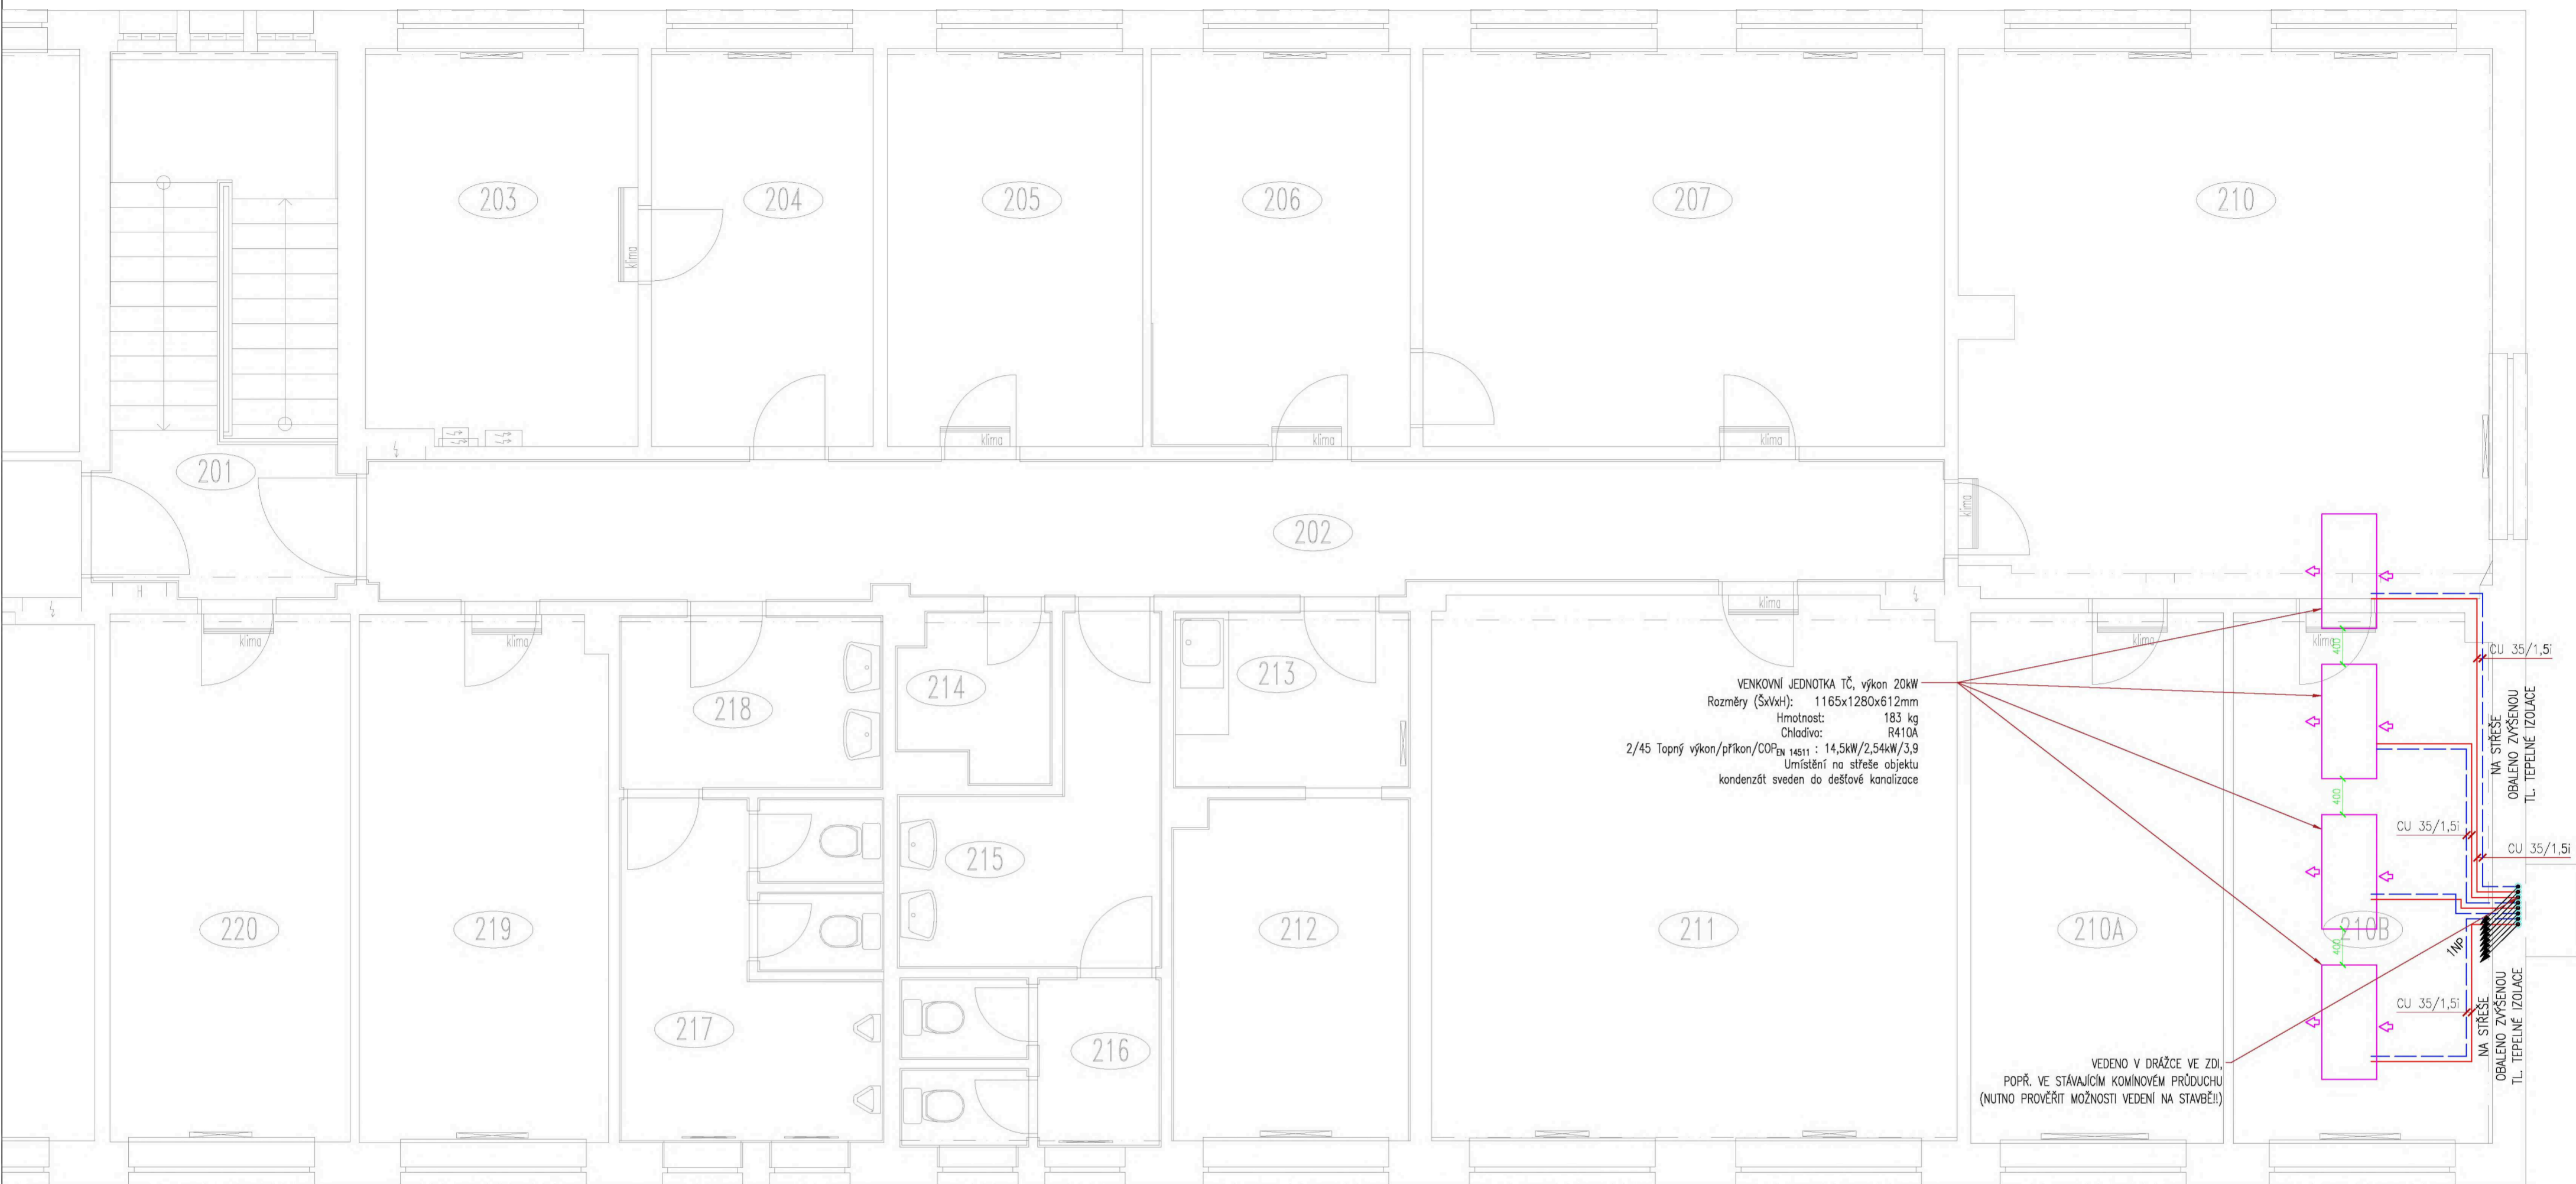 203
204
205
206
207
210
klima
klima
klima
klima
klima
201
202
klima
klima
klima
klima
klima
213
214
218
VENKOVNÍ JEDNOTKA TČ, výkon 20kW
Rozměry (ŠxVxH): 1165x1280x612mm
Hmotnost: 183 kg
Chladivo: R410A
2/45 Topný výkon/příkon/COP EN 14511 : 14,5kW/2,54kW/3,9
Umístění na střeše objektu
kondenzát sveden do dešťové kanalizace
400
400
400
CU 35/1,5i
NA STŘEŠE
OBALENO ZVÝŠENOU
TL. TEPELNÉ IZOLACE
CU 35/1,5i
CU 35/1,5i
215
220
219
212
211
210A
210B
1NP
CU 35/1,5i
NA STŘEŠE
OBALENO ZVÝŠENOU
TL. TEPELNÉ IZOLACE
217
216
VEDENO V DRÁŽCE VE ZDI,
POPŘ. VE STÁVAJÍCÍM KOMÍNOVÉM PRŮDUCHU
(NUTNO PROVĚŘIT MOŽNOSTI VEDENÍ NA STAVBĚ!!)
H